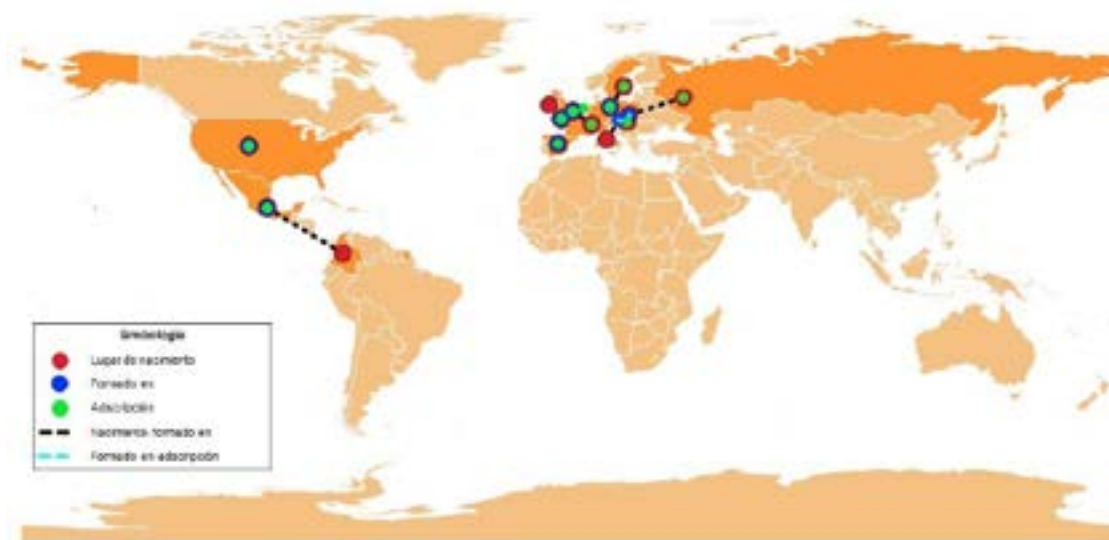 Simbología
Lugar de nacimiento
Formado en
Adscripción
Nacimiento-formado en
Formado en-adscripción